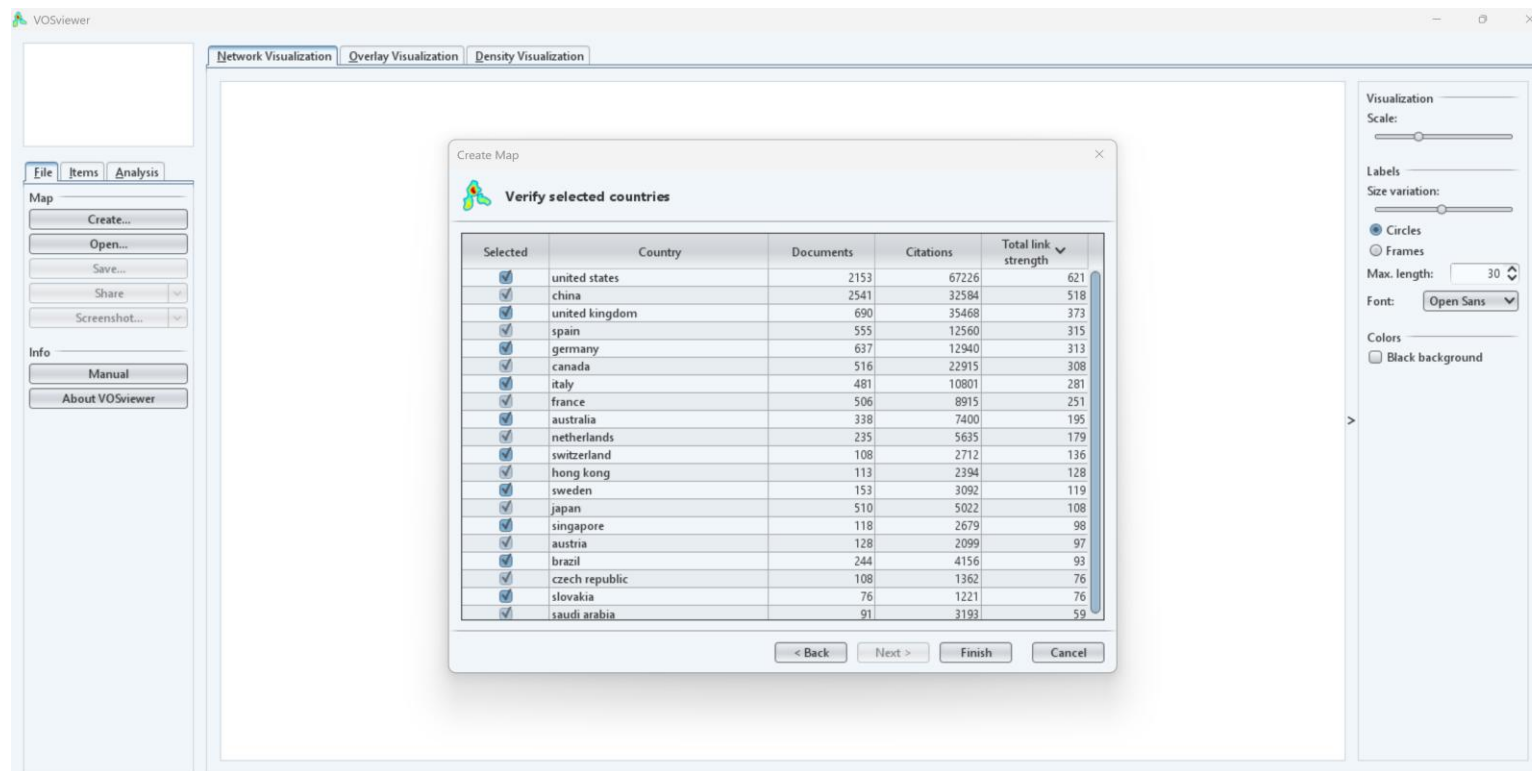 VOSviewer
Network Visualization Overlay Visualization Density Visualization
File Items Analysis
Map
Create...
Open...
Save...
Share
Screenshot...
Info
Manual
About VOSviewer
Create Map
Verify selected countries
Selected Country Documents Citations Total link strength
united states 2153 67226 621
china 2541 32584 518
united kingdom 690 35468 373
spain 555 12560 315
germany 637 12940 313
canada 516 22915 308
italy 481 10801 281
france 506 8915 251
australia 338 7400 195
netherlands 235 5635 179
switzerland 108 2712 136
hong kong 113 2394 128
sweden 153 3092 119
japan 510 5022 108
singapore 118 2679 98
austria 128 2099 97
brazil 244 4156 93
czech republic 108 1362 76
slovakia 76 1221 76
saudi arabia 91 3193 59
< Back Next > Finish Cancel
>
Visualization
Scale:
Labels
Size variation:
Circles
Frames
Max. length: 30
Font: Open Sans
Colors
Black background